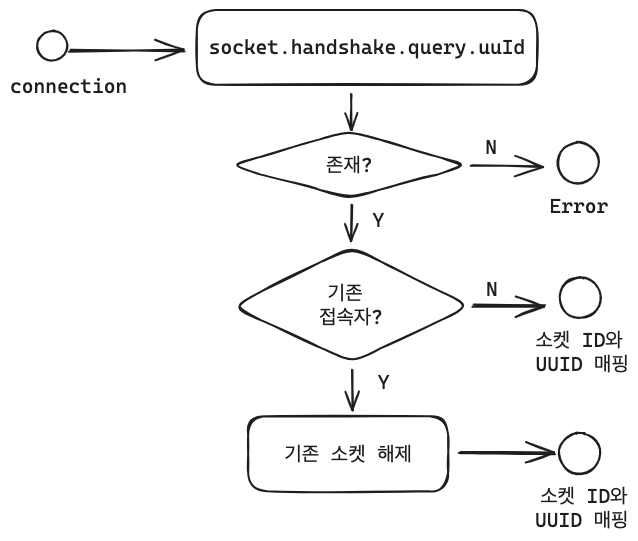 socket.handshake.query.uuId
connection
존재?
N
Error
Y
기존
접속자?
N
소켓 ID와
UUID 매핑
Y
기존 소켓 해제
소켓 ID와
UUID 매핑